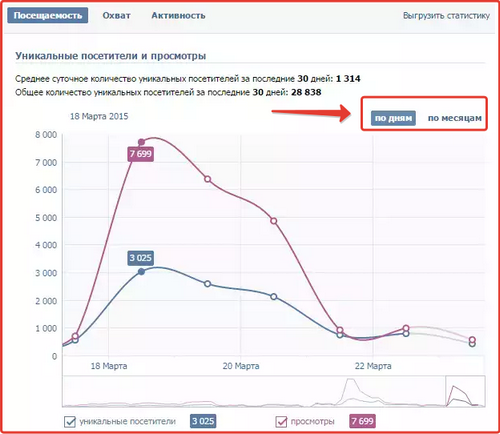 Посещаемость Охват Активность Выгрузить статистику
Уникальные посетители и просмотры
Среднее суточное количество уникальных посетителей за последние 30 дней: 1 314
Общее количество уникальных посетителей за последние 30 дней: 28 838
18 Марта 2015 по дням по месяцам
8 000
7 699
7 000
6 000
5 000
4 000
3 025
3 000
2 000
1 000
0
18 Марта 20 Марта 22 Марта
уникальные посетители 3 025 просмотры 7 699